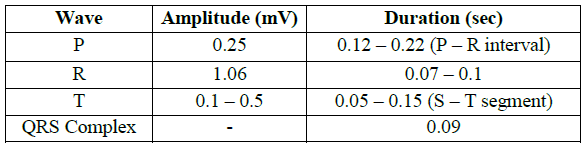 Wave Amplitude (mV) Duration (sec)
P 0.25 0.12 – 0.22 (P – R interval)
R 1.06 0.07 – 0.1
T 0.1 – 0.5 0.05 – 0.15 (S – T segment)
QRS Complex - 0.09